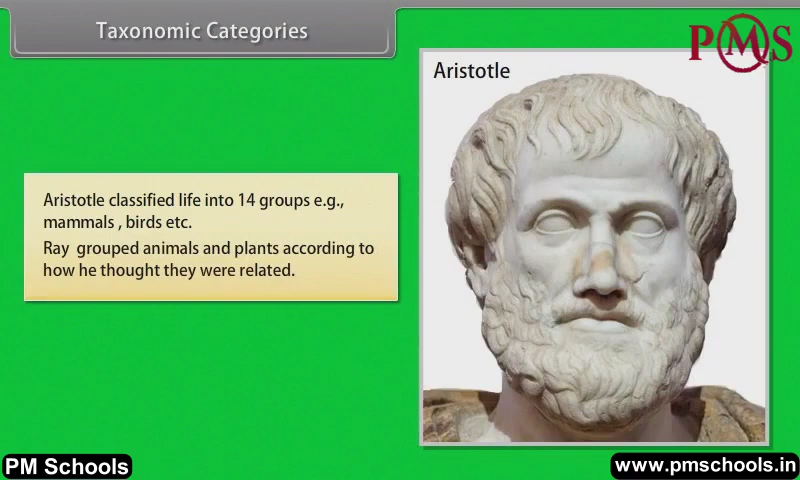 Taxonomic Categories
PMS
Aristotle
Aristotle classified life into 14 groups e.g.,
mammals , birds etc.
Ray  grouped animals and plants according to
how he thought they were related.
PM Schools
www.pmschools.in